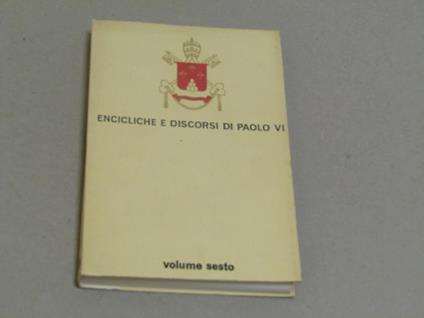 ENCICLICHE E DISCORSI DI PAOLO VI
volume sesto